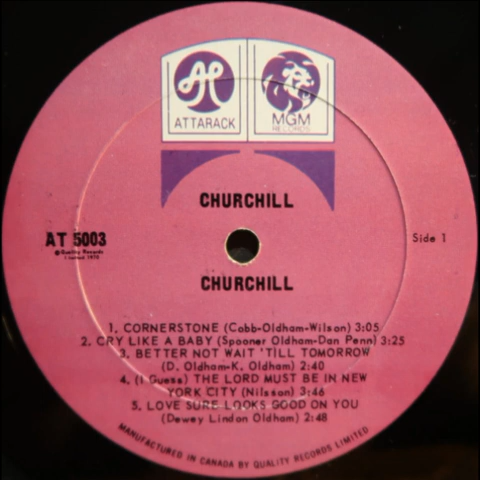 ATTARACK
MGM
RECORDS
CHURCHILL
AT 5003
Side 1
CHURCHILL
1. CORNERSTONE (Cobb-Oldham-Wilson) 3:05
2. CRY LIKE A BABY (Spooner Oldham-Dan Penn) 3:25
3. BETTER NOT WAIT 'TILL TOMORROW
(D. Oldham-K. Oldham) 2:40
4. (I Guess) THE LORD MUST BE IN NEW
YORK CITY (Nilsson) 3:46
5. LOVE SURE LOOKS GOOD ON YOU
(Dewey Lindon Oldham) 2:48
MANUFACTURED IN CANADA BY QUALITY RECORDS LIMITED